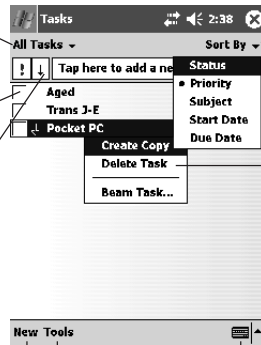 Tasks 2:38
All Tasks Sort By
! ↓ Tap here to add a ne
Status
Priority
Subject
Start Date
Due Date
Aged
Trans J-E
↓ Pocket PC
Create Copy
Delete Task
Beam Task...
New Tools